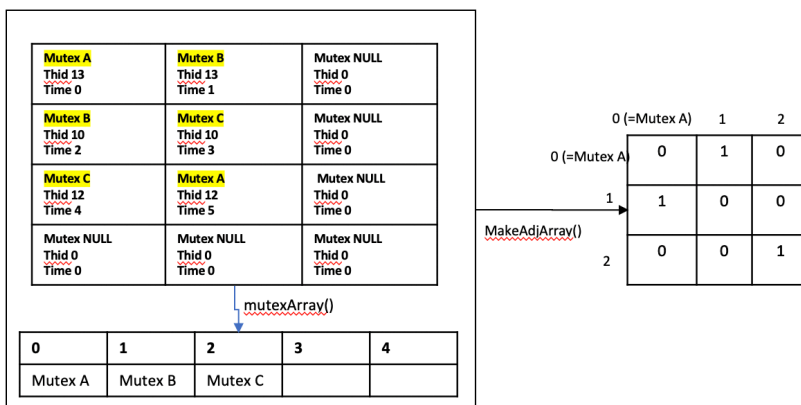 Mutex A Mutex B Mutex NULL
Thid 13 Thid 13 Thid 0
Time 0 Time 1 Time 0
Mutex B Mutex C Mutex NULL
Thid 10 Thid 10 Thid 0
Time 2 Time 3 Time 0
Mutex C Mutex A Mutex NULL
Thid 12 Thid 12 Thid 0
Time 4 Time 5 Time 0
Mutex NULL Mutex NULL Mutex NULL
Thid 0 Thid 0 Thid 0
Time 0 Time 0 Time 0
mutexArray()
0 1 2 3 4
Mutex A Mutex B Mutex C
MakeAdjArray()
0 (=Mutex A) 1 2
0 (=Mutex A) 0 1 0
1 1 0 0
2 0 0 1